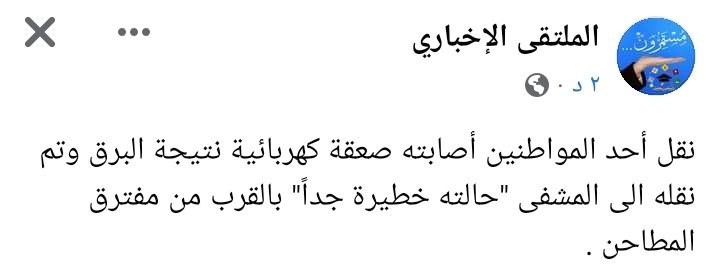 الملتقى الإخباري
مستمرون...
٢ د ·
نقل أحد المواطنين أصابته صعقة كهربائية نتيجة البرق وتم
نقله الى المشفى "حالته خطيرة جداً" بالقرب من مفترق
المطاحن .